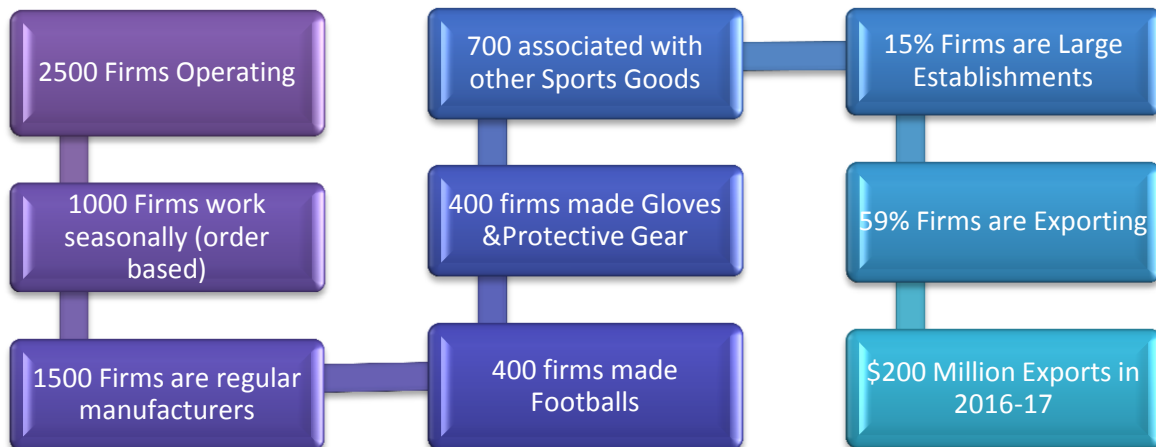 2500 Firms Operating
1000 Firms work
seasonally (order
based)
1500 Firms are regular
manufacturers
400 firms made
Footballs
400 firms made Gloves
&Protective Gear
700 associated with
other Sports Goods
15% Firms are Large
Establishments
59% Firms are Exporting
$200 Million Exports in
2016-17